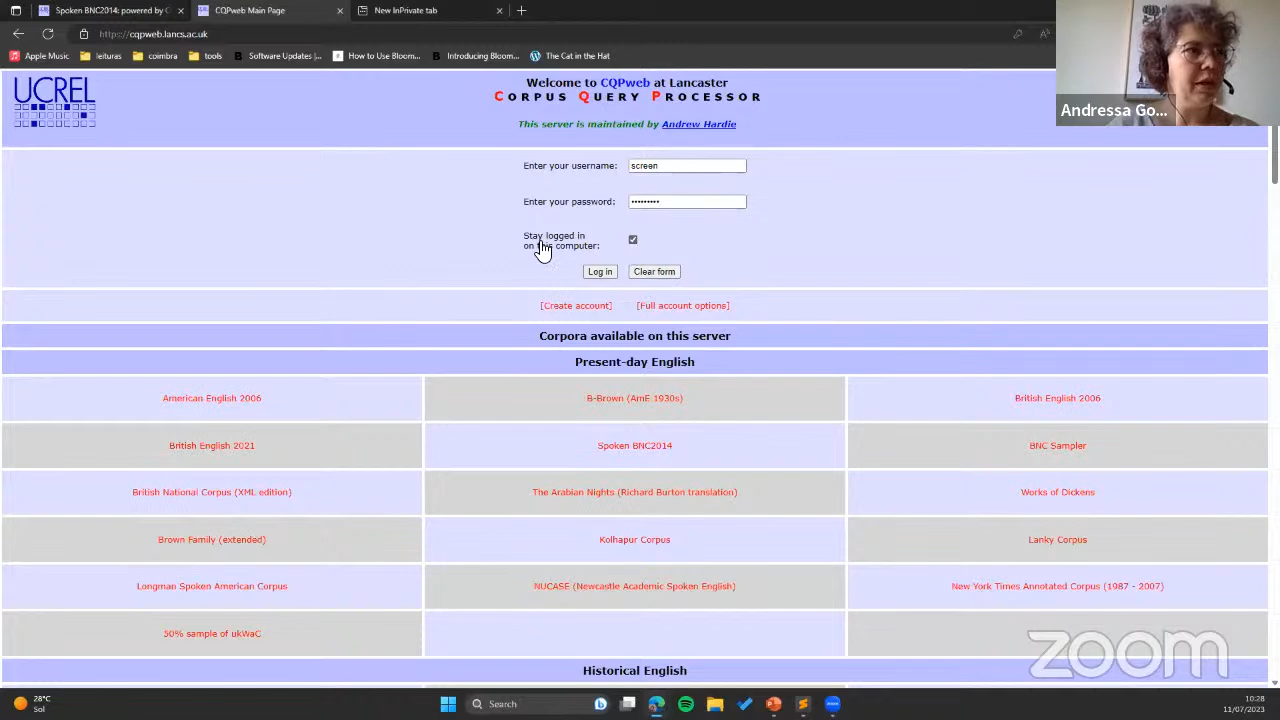 Spoken BNC2014: powered by C
CQPweb Main Page
New InPrivate tab
https://cqpweb.lancs.ac.uk
Apple Music
leituras
coimbra
tools
Software Updates |...
How to Use Bloom...
Introducing Bloom...
The Cat in the Hat
UCREL
Welcome to CQPweb at Lancaster
CORPUS QUERY PROCESSOR
This server is maintained by Andrew Hardie
Andressa Go...
Enter your username: screen
Enter your password: •••••••••
Stay logged in
on this computer:
Log in Clear form
[Create account] [Full account options]
Corpora available on this server
Present-day English
American English 2006 B-Brown (AmE 1930s) British English 2006
British English 2021 Spoken BNC2014 BNC Sampler
British National Corpus (XML edition) The Arabian Nights (Richard Burton translation) Works of Dickens
Brown Family (extended) Kolhapur Corpus Lanky Corpus
Longman Spoken American Corpus NUCASE (Newcastle Academic Spoken English) New York Times Annotated Corpus (1987 - 2007)
50% sample of ukWaC
zoom
Historical English
28°C
Sol
Search
10:28
11/07/2023